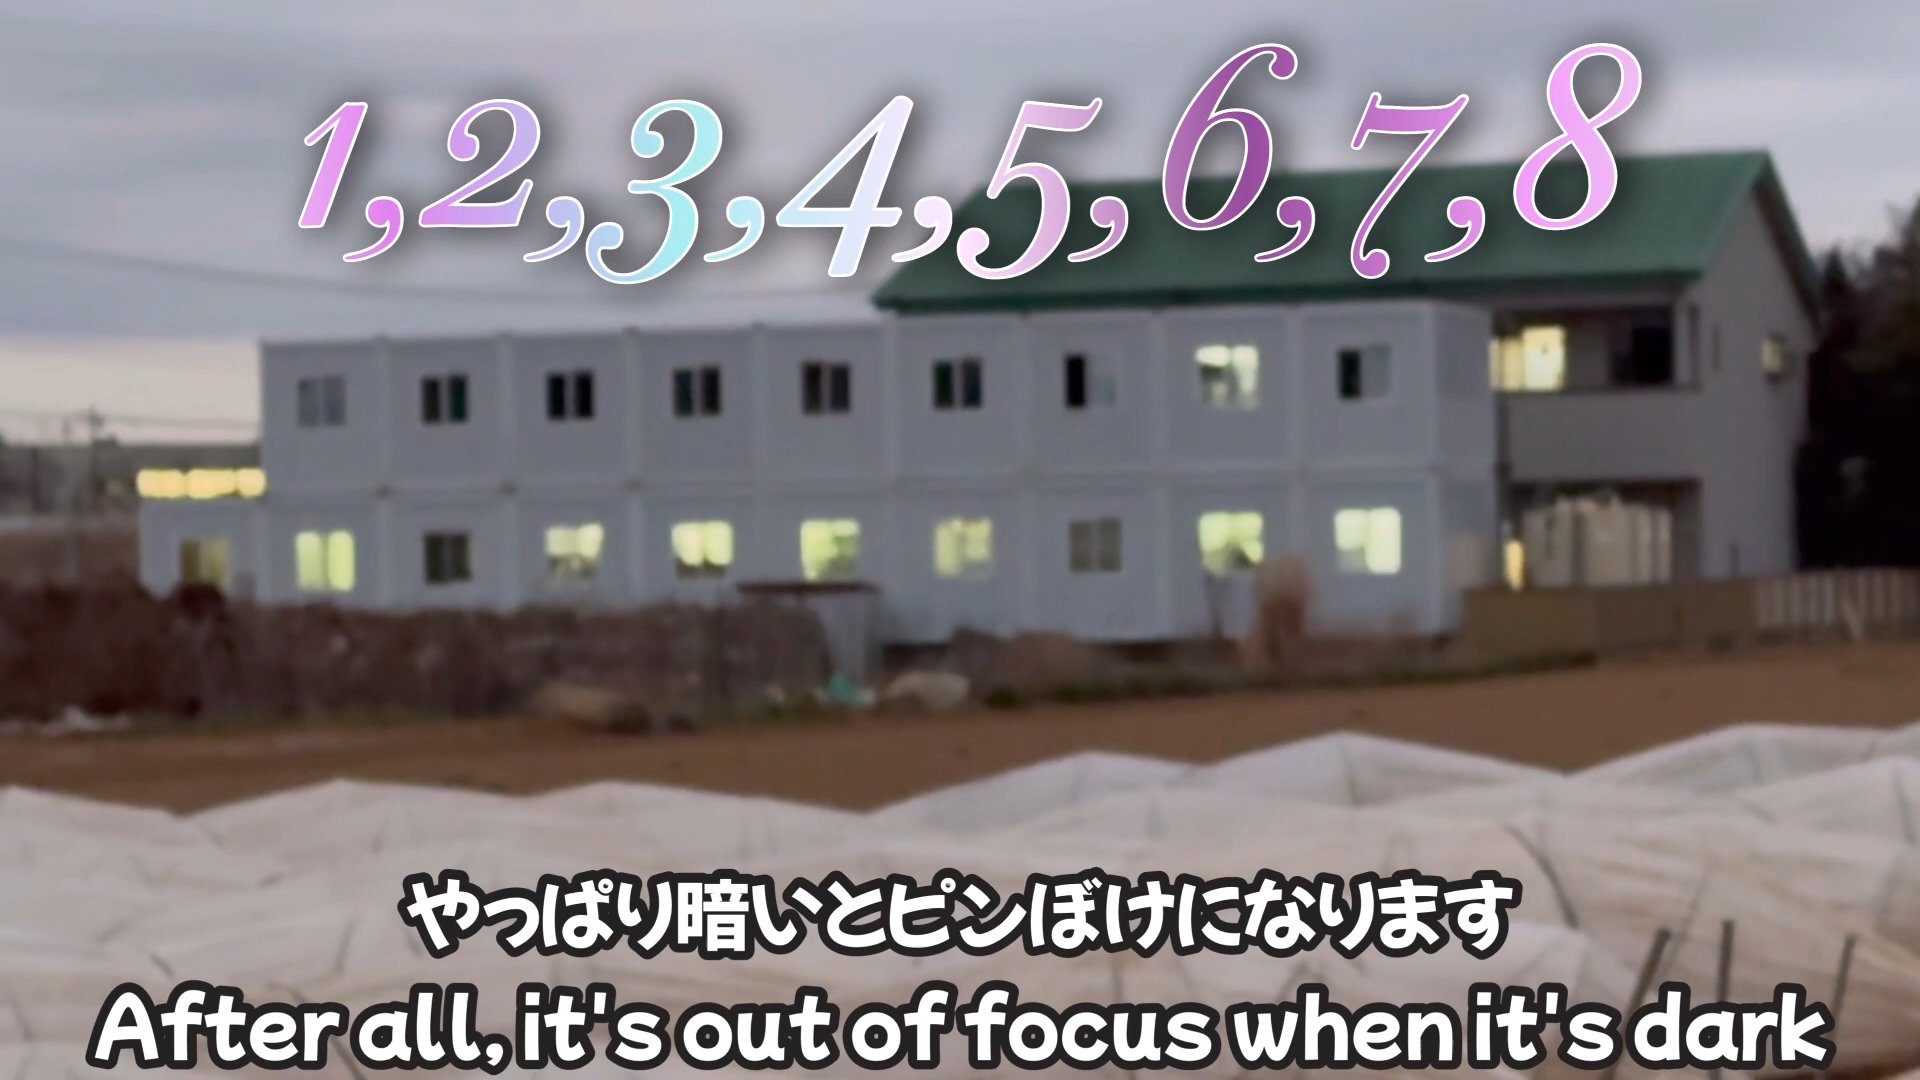 1,2,3,4,5,6,7,8
やっぱり暗いとピンぼけになります
After all, it's out of focus when it's dark